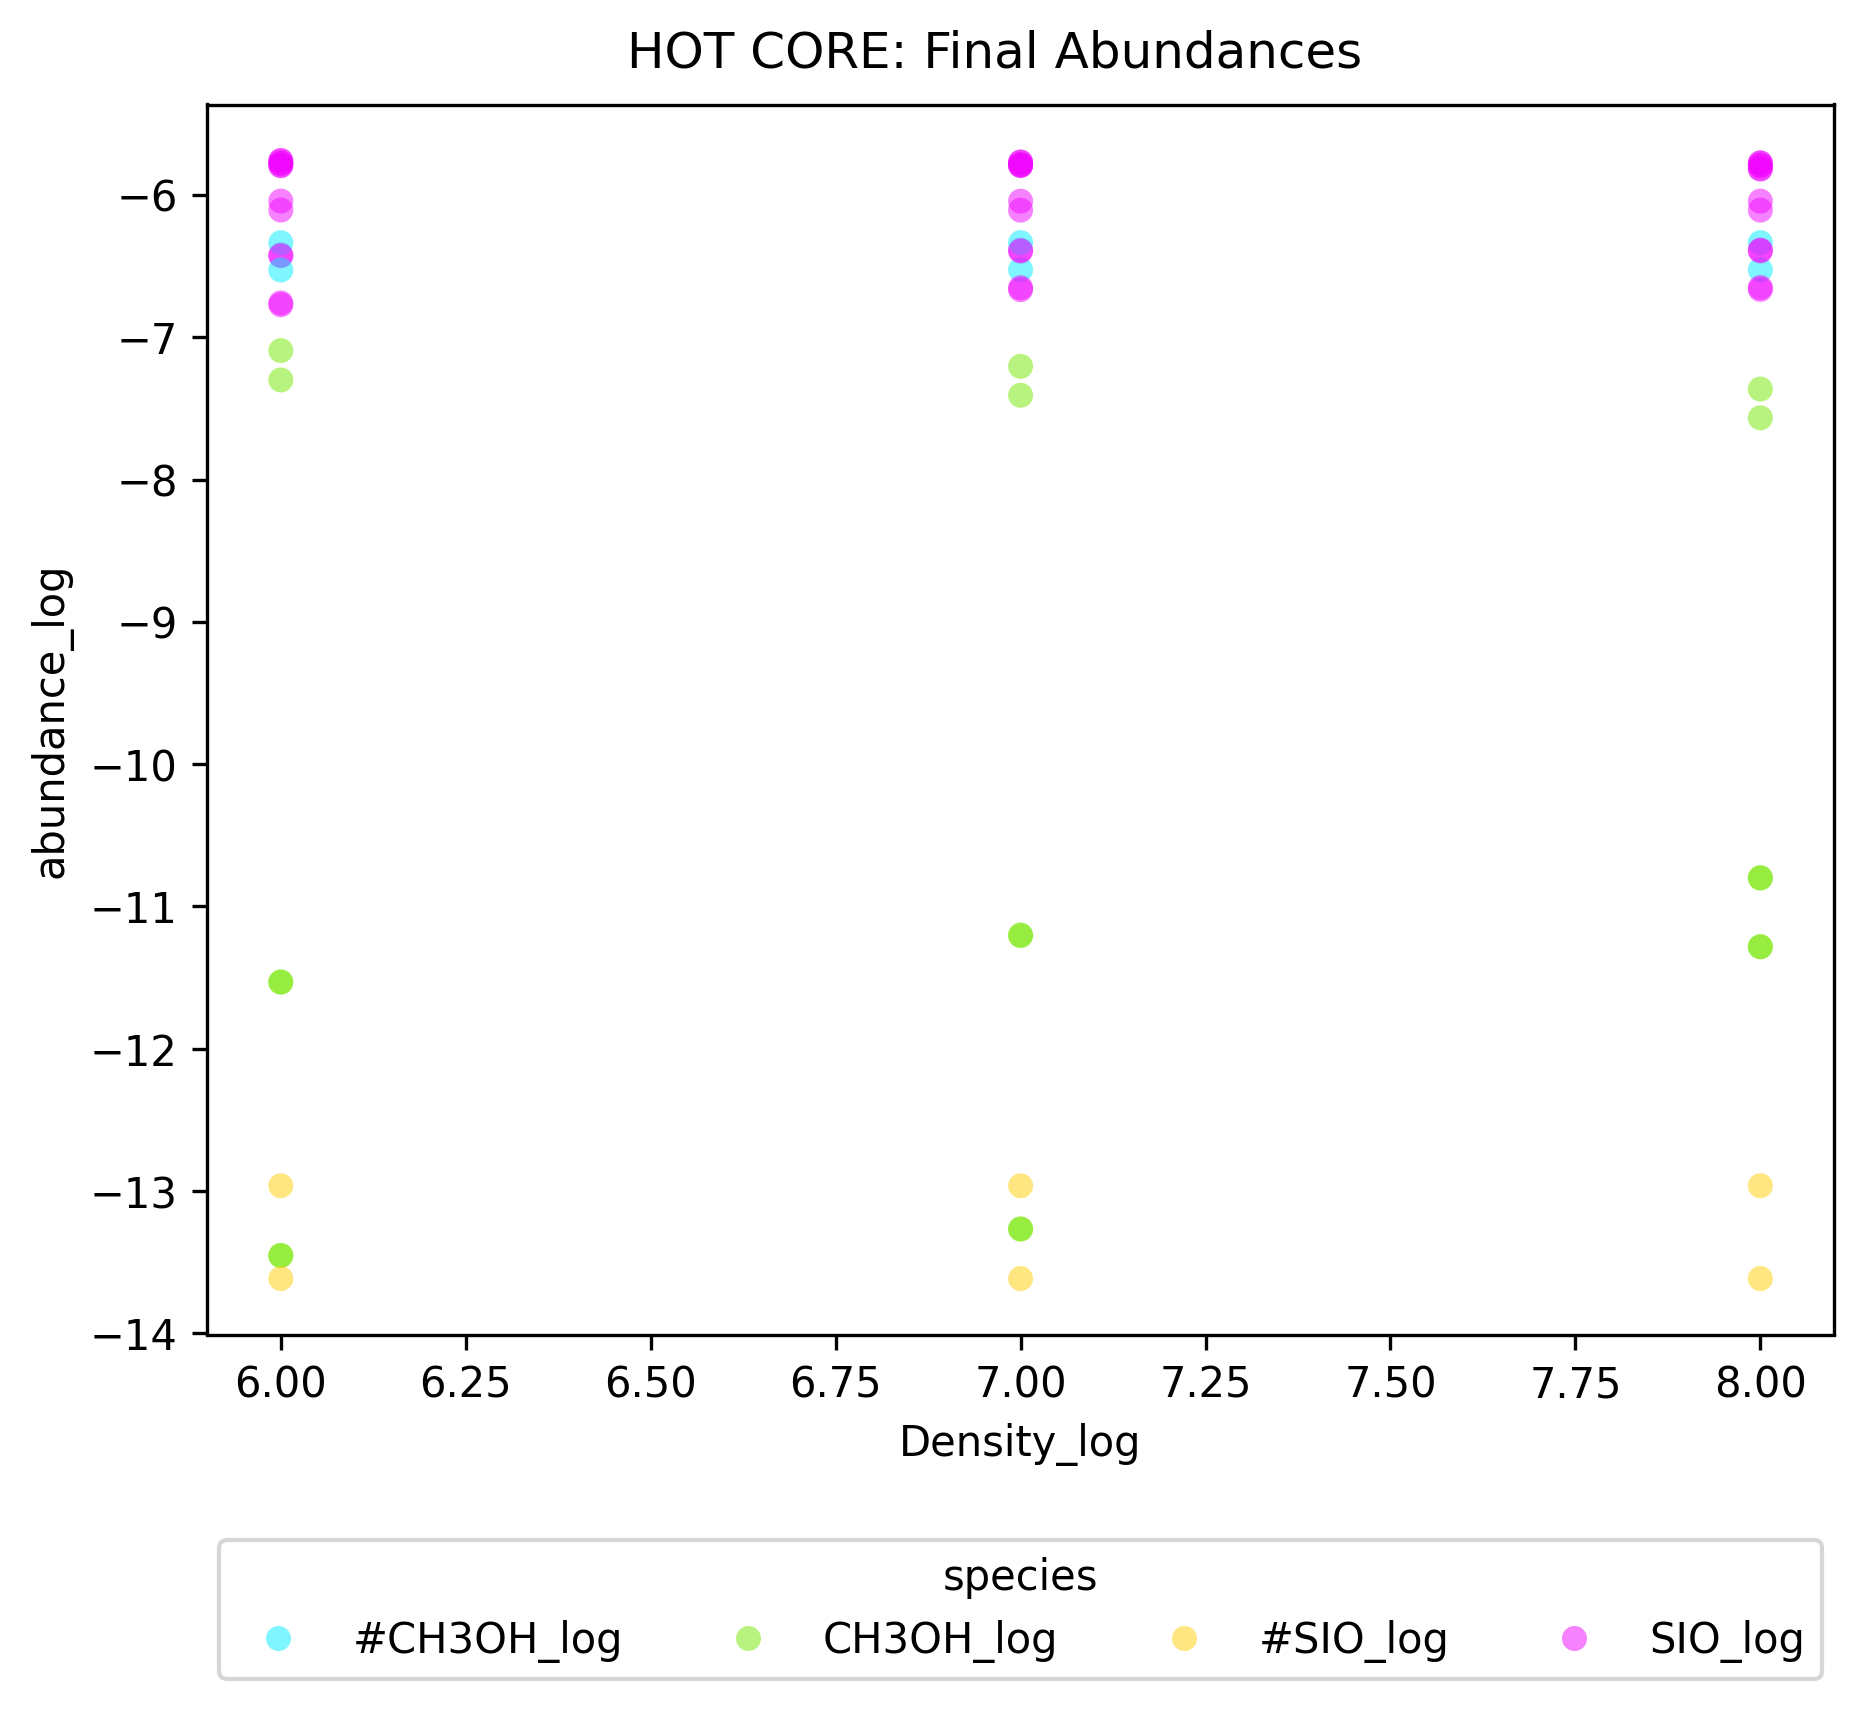 HOT CORE: Final Abundances
abundance_log
−6
−7
−8
−9
−10
−11
−12
−13
−14
6.00 6.25 6.50 6.75 7.00 7.25 7.50 7.75 8.00
Density_log
species
#CH3OH_log CH3OH_log #SIO_log SIO_log